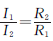 I₁/I₂ = R₂/R₁